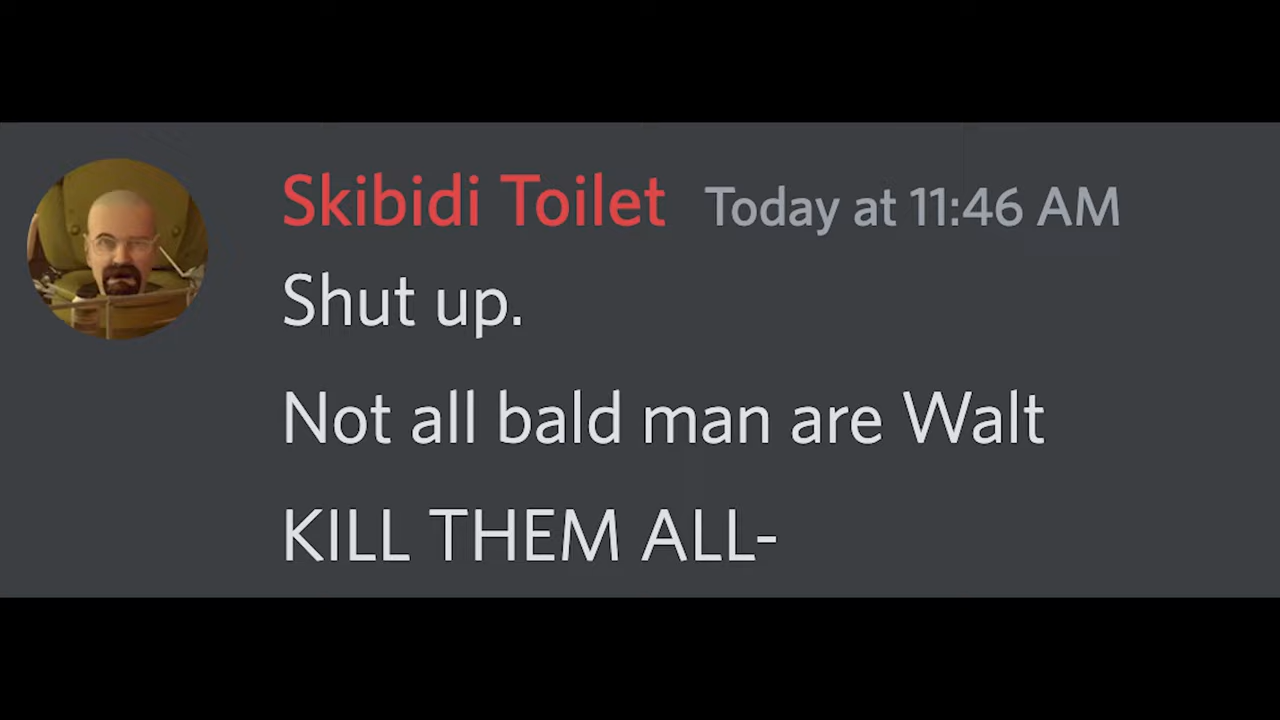 Skibidi Toilet Today at 11:46 AM
Shut up.
Not all bald man are Walt
KILL THEM ALL-